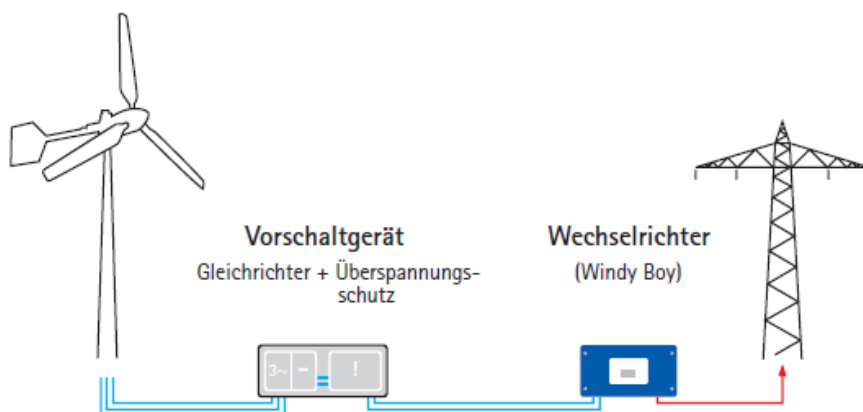 Vorschaltgerät
Gleichrichter + Überspannungs-
schutz
Wechselrichter
(Windy Boy)
3~ – = !